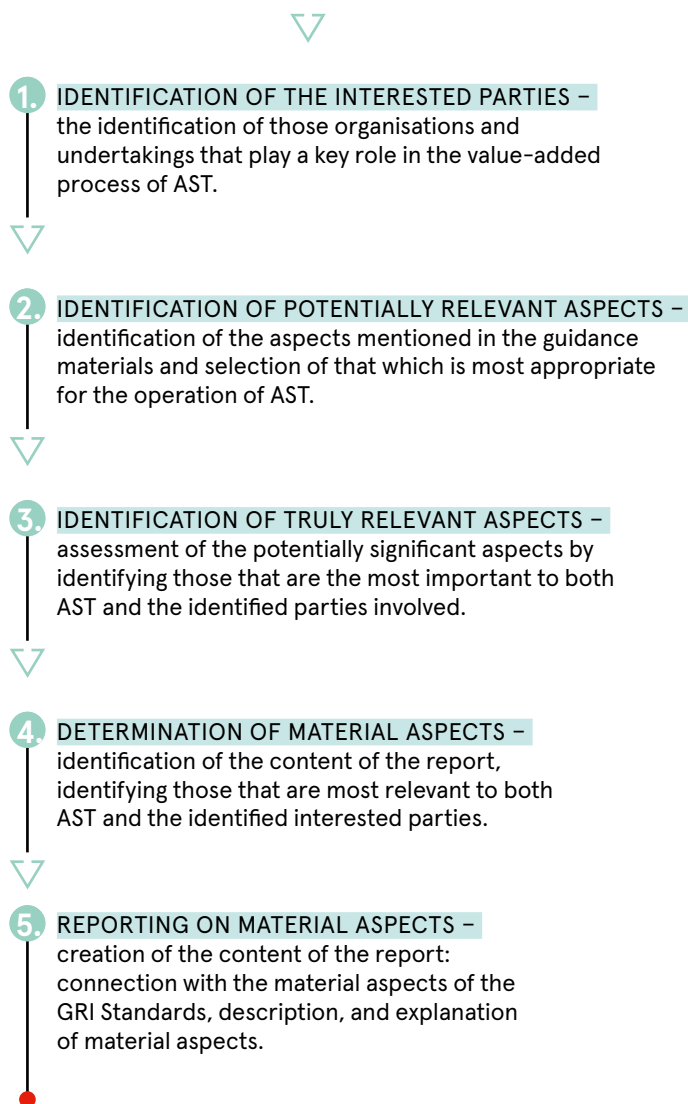 1. IDENTIFICATION OF THE INTERESTED PARTIES –
the identification of those organisations and
undertakings that play a key role in the value-added
process of AST.
2. IDENTIFICATION OF POTENTIALLY RELEVANT ASPECTS –
identification of the aspects mentioned in the guidance
materials and selection of that which is most appropriate
for the operation of AST.
3. IDENTIFICATION OF TRULY RELEVANT ASPECTS –
assessment of the potentially significant aspects by
identifying those that are the most important to both
AST and the identified parties involved.
4. DETERMINATION OF MATERIAL ASPECTS –
identification of the content of the report,
identifying those that are most relevant to both
AST and the identified interested parties.
5. REPORTING ON MATERIAL ASPECTS –
creation of the content of the report:
connection with the material aspects of the
GRI Standards, description, and explanation
of material aspects.